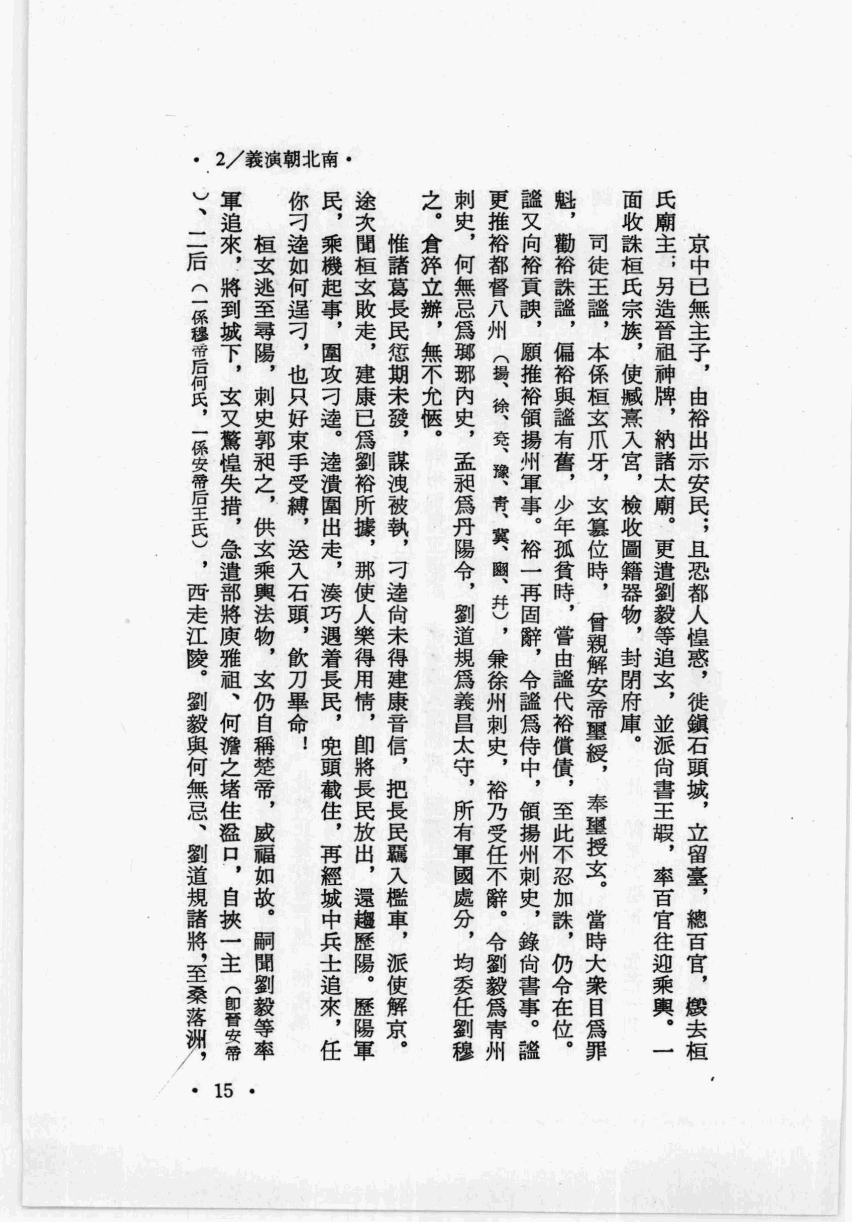 •2/義演朝北南•
京中已無主子，由裕出示安民；且恐都人惶惑，徙鎭石頭城，立留臺，總百官，燬去桓
氏廟主；另造晉祖神牌，納諸太廟。更遣劉毅等追玄，並派尙書王嘏，率百官往迎乘輿。一
面收誅桓氏宗族，使臧熹入宮，檢收圖籍器物，封閉府庫。
司徒王謐，本係桓玄爪牙，玄篡位時，曾親解安帝璽綬，奉璽授玄。當時大衆目爲罪
魁，勸裕誅謐，偏裕與謐有舊，少年孤貧時，嘗由謐代裕償債，至此不忍加誅，仍令在位。
謐又向裕貢諛，願推裕領揚州軍事。裕一再固辭，令謐爲侍中，領揚州刺史，錄尙書事。謐
更推裕都督八州（揚、徐、兗、豫、青、冀、幽、幷），兼徐州刺史，裕乃受任不辭。令劉毅爲靑州
刺史，何無忌爲瑯琊內史，孟昶爲丹陽令，劉道規爲義昌太守，所有軍國處分，均委任劉穆
之。倉猝立辦，無不允愜。
惟諸葛長民愆期未發，謀洩被執，刁逵尙未得建康音信，把長民羈入檻車，派使解京。
途次聞桓玄敗走，建康已爲劉裕所據，那使人樂得用情，卽將長民放出，還趨歷陽。歷陽軍
民，乘機起事，圍攻刁逵。逵潰圍出走，湊巧遇着長民，兜頭截住，再經城中兵士追來，任
你刁逵如何逞刁，也只好束手受縛，送入石頭，飮刀畢命！
桓玄逃至尋陽，刺史郭昶之，供玄乘輿法物，玄仍自稱楚帝，威福如故。嗣聞劉毅等率
軍追來，將到城下，玄又驚惶失措，急遣部將庾雅祖、何澹之堵住湓口，自挾一主（卽晉安帝
）、二后（一係穆帝后何氏，一係安帝后王氏），西走江陵。劉毅與何無忌、劉道規諸將，至桑落洲，
• 15 •